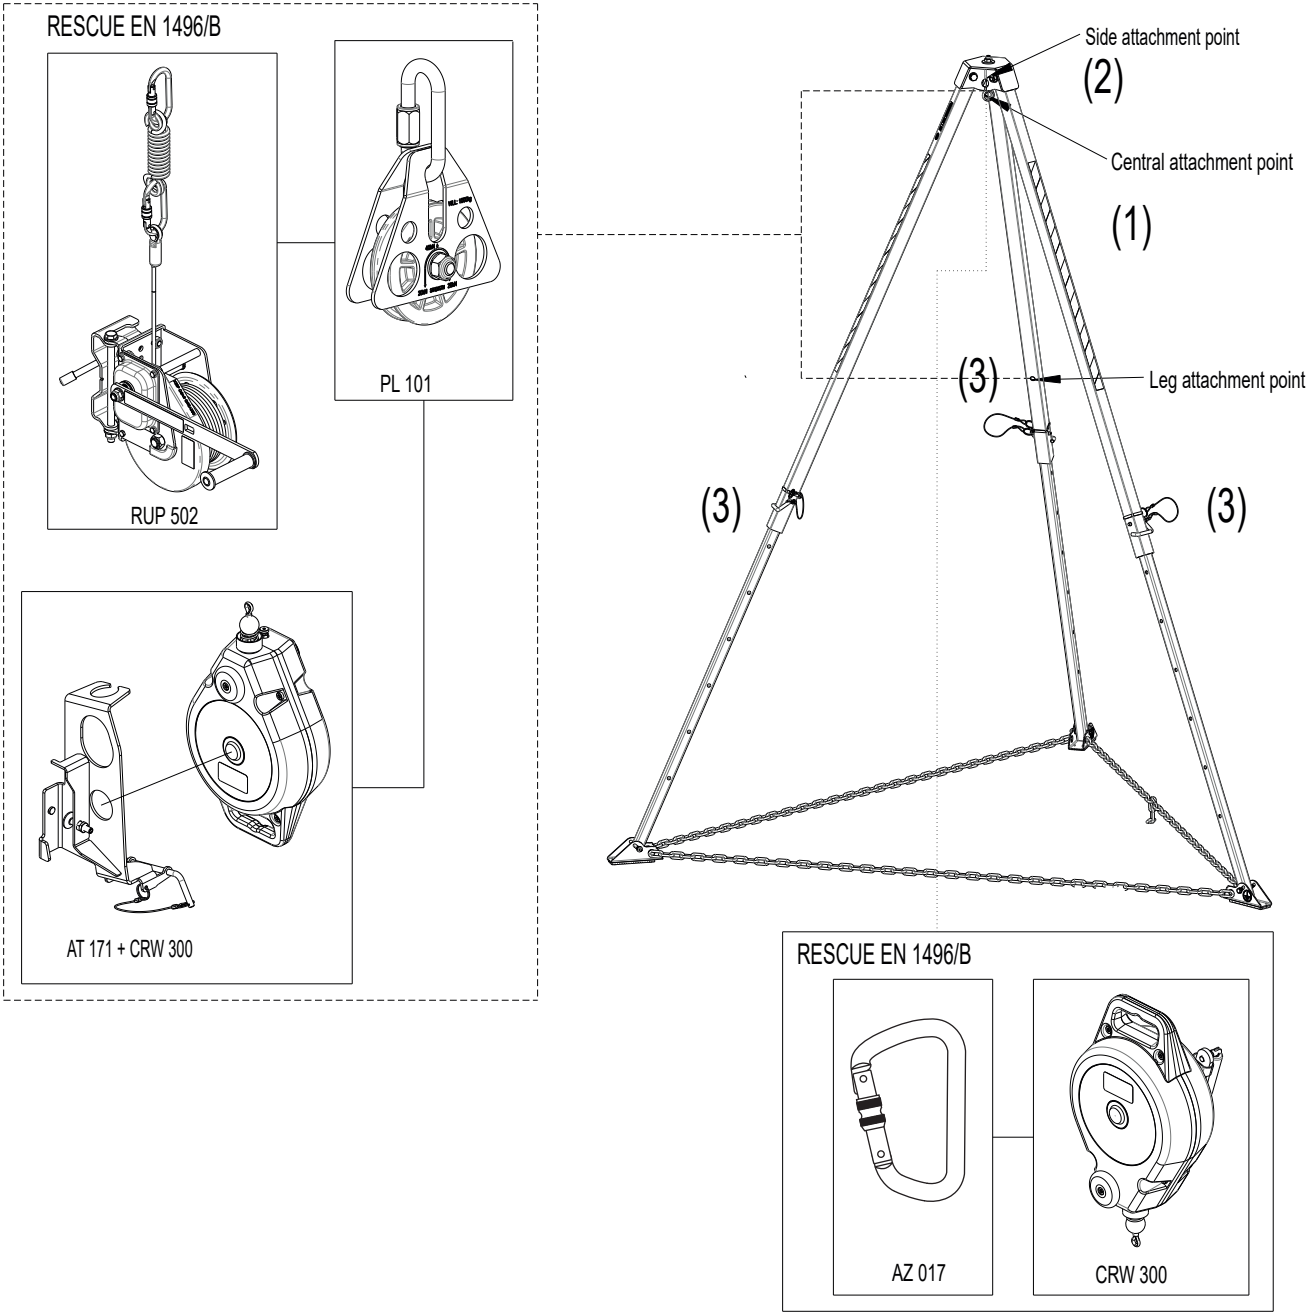 RESCUE EN 1496/B
RUP 502
PL 101
AT 171 + CRW 300
Side attachment point
(2)
Central attachment point
(1)
(3)
Leg attachment point
(3)
(3)
RESCUE EN 1496/B
AZ 017
CRW 300